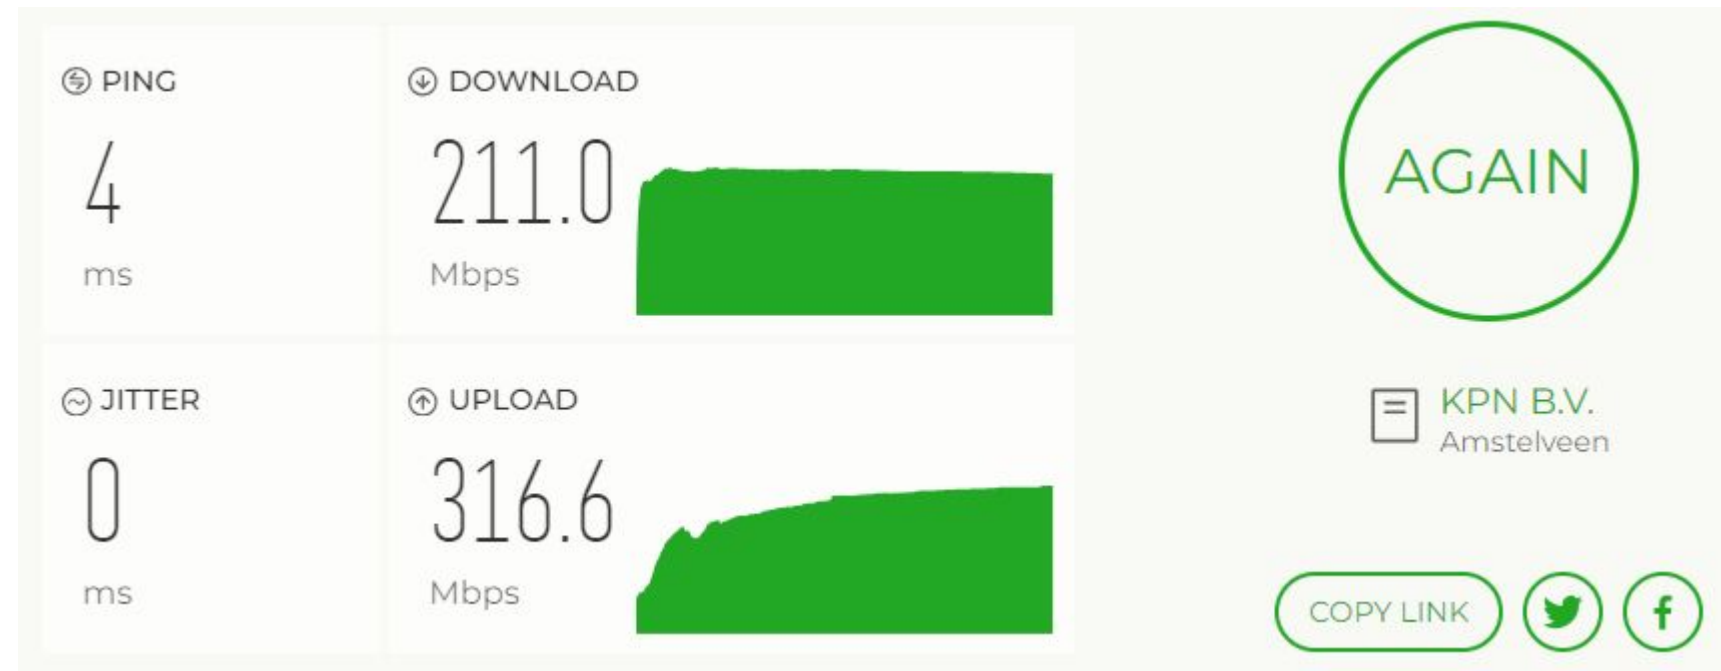 PING
4
ms
DOWNLOAD
211.0
Mbps
JITTER
0
ms
UPLOAD
316.6
Mbps
AGAIN
KPN B.V.
Amstelveen
COPY LINK